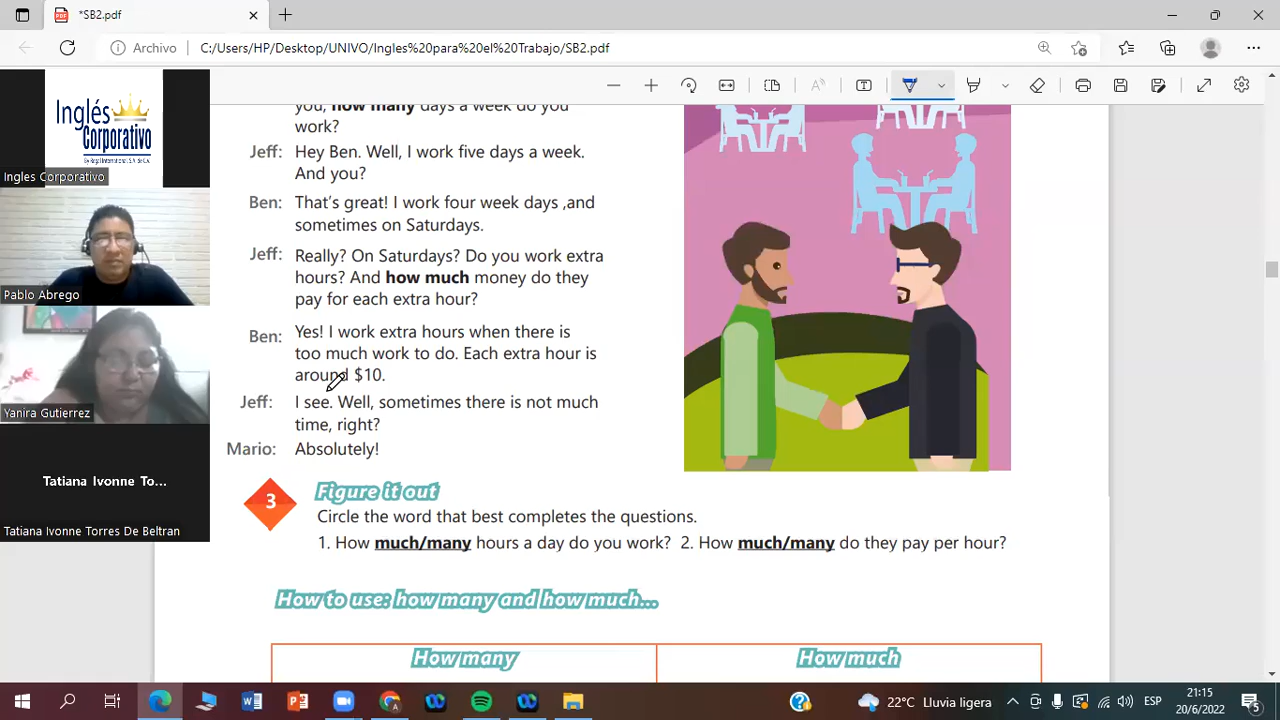 *SB2.pdf
Archivo
C:/Users/HP/Desktop/UNIVO/Ingles%20para%20el%20Trabajo/SB2.pdf
Inglés
Corporativo
Ingles Corporativo
Pablo Abrego
Yanira Gutierrez
Tatiana Ivonne To...
Tatiana Ivonne Torres De Beltran
you, how many days a week do you
work?
Jeff: Hey Ben. Well, I work five days a week.
And you?
Ben: That's great! I work four week days ,and
sometimes on Saturdays.
Jeff: Really? On Saturdays? Do you work extra
hours? And how much money do they
pay for each extra hour?
Ben: Yes! I work extra hours when there is
too much work to do. Each extra hour is
around $10.
Jeff: I see. Well, sometimes there is not much
time, right?
Mario: Absolutely!
3 Figure it out
Circle the word that best completes the questions.
1. How much/many hours a day do you work? 2. How much/many do they pay per hour?
How to use: how many and how much...
How many How much
22°C Lluvia ligera
ESP
21:15
20/6/2022
5